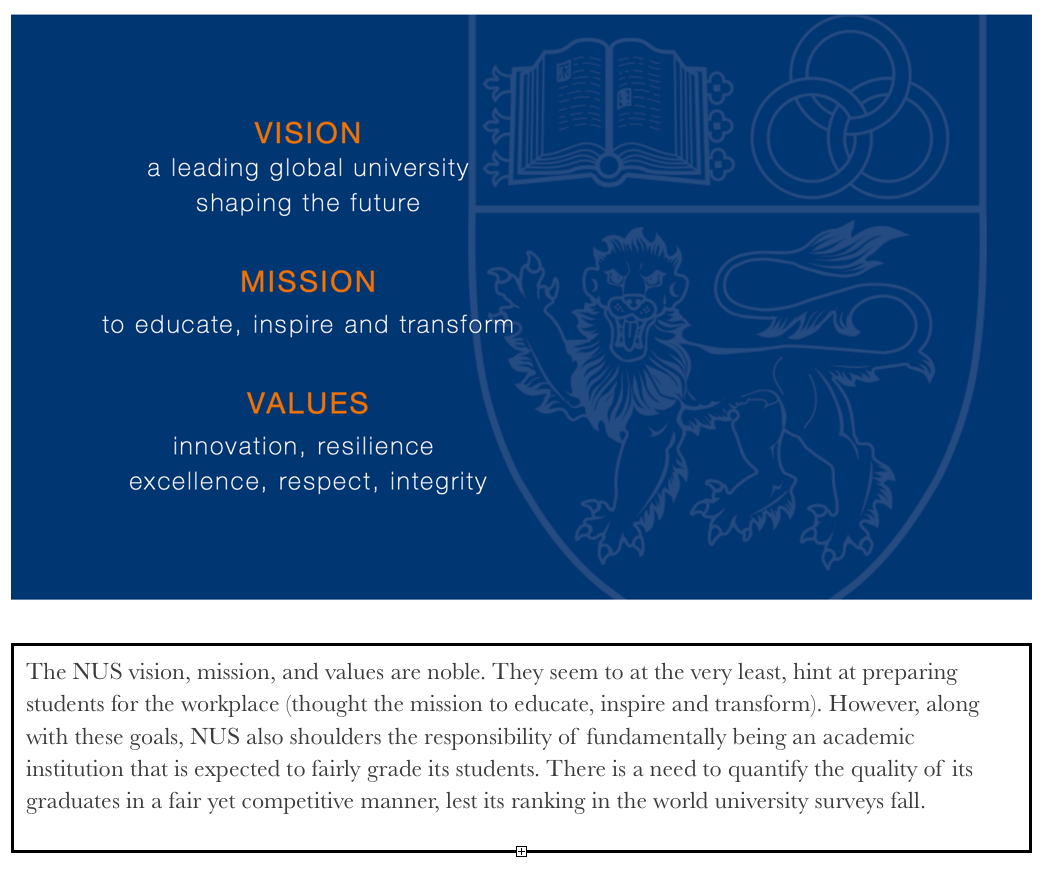 VISION
a leading global university
shaping the future
MISSION
to educate, inspire and transform
VALUES
innovation, resilience
excellence, respect, integrity
The NUS vision, mission, and values are noble. They seem to at the very least, hint at preparing
students for the workplace (thought the mission to educate, inspire and transform). However, along
with these goals, NUS also shoulders the responsibility of fundamentally being an academic
institution that is expected to fairly grade its students. There is a need to quantify the quality of its
graduates in a fair yet competitive manner, lest its ranking in the world university surveys fall.